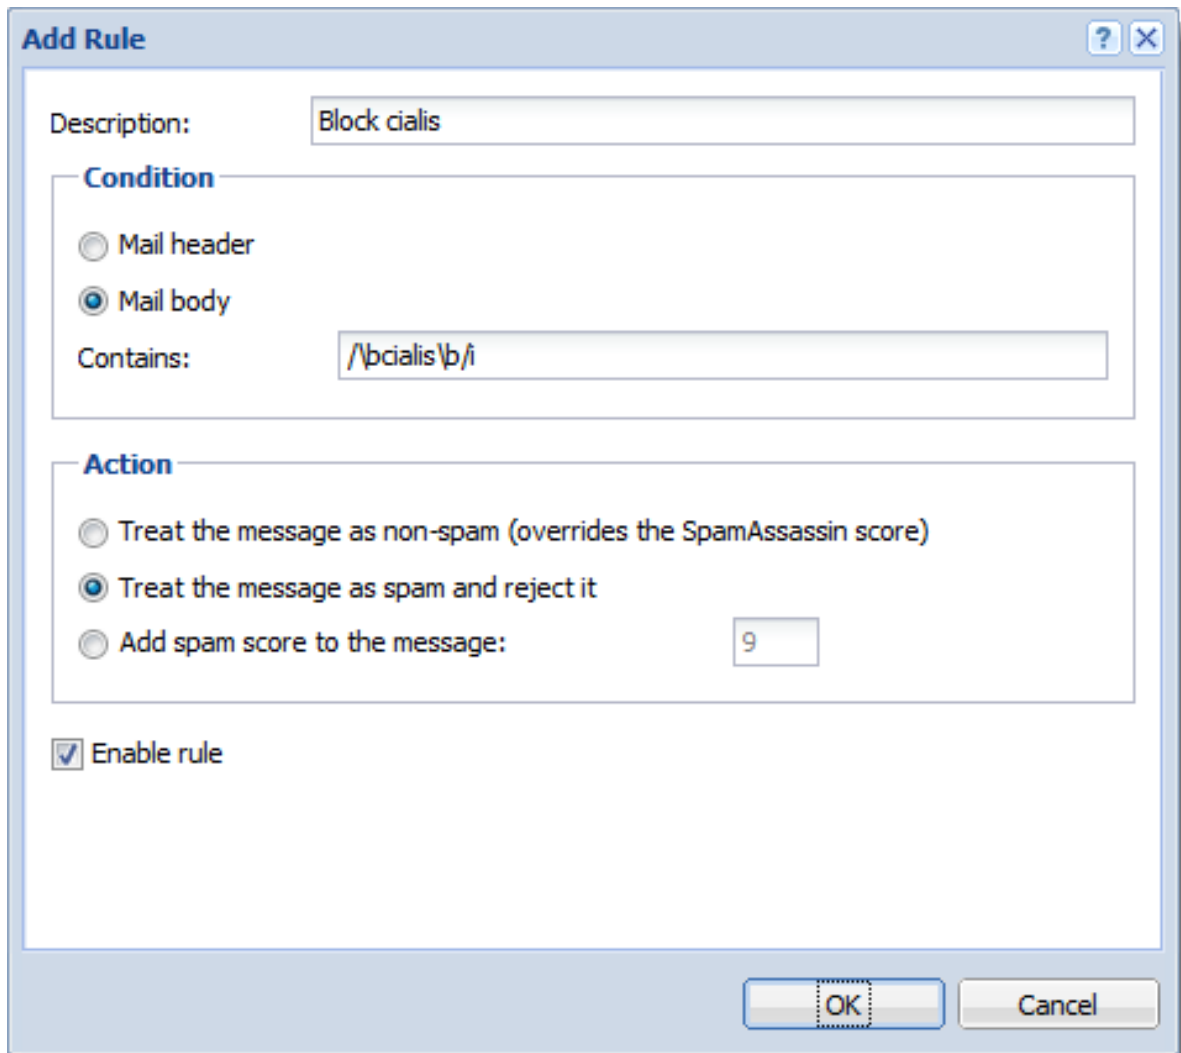 Add Rule
Description: Block cialis
Condition
Mail header
Mail body
Contains: /\bcialis\b/i
Action
Treat the message as non-spam (overrides the SpamAssassin score)
Treat the message as spam and reject it
Add spam score to the message: 9
Enable rule
OK Cancel